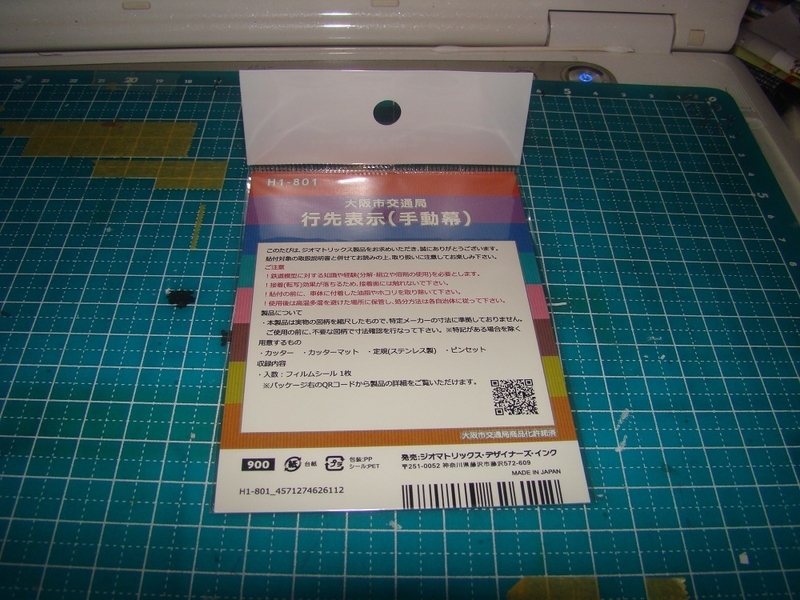 H1-801
大阪市交通局
行先表示(手動幕)
このたびは、ジオマトリックス製品をお求めいただき、誠にありがとうございます。
貼付対象の取扱説明書と併せてお読みの上、取り扱いに注意してお楽しみ下さい。
ご注意
！鉄道模型に対する知識や経験(分解・組立や溶剤の使用)を必要とします。
！接着(転写)効果が落ちるため、接着面には触れないで下さい。
！貼付の前に、車体に付着した油脂やホコリを取り除いて下さい。
！使用後は高温多湿を避けた場所に保管し、処分方法は各自治体に従って下さい。
製品について
・本製品は実物の図柄を縮尺したもので、特定メーカーの寸法に準拠しておりません。
ご使用の前に、不要な図柄で寸法確認を行なって下さい。※特記がある場合を除く
用意するもの
・カッター ・カッターマット ・定規(ステンレス製) ・ピンセット
収録内容
・入数：フィルムシール 1枚
※パッケージ右のQRコードから製品の詳細をご覧いただけます。
大阪市交通局商品化許諾済
900 紙 台紙 プラ 包装:PP
シール:PET
発売：ジオマトリックス・デザイナーズ・インク
〒251-0052 神奈川県藤沢市藤沢572-609
MADE IN JAPAN
H1-801_4571274626112